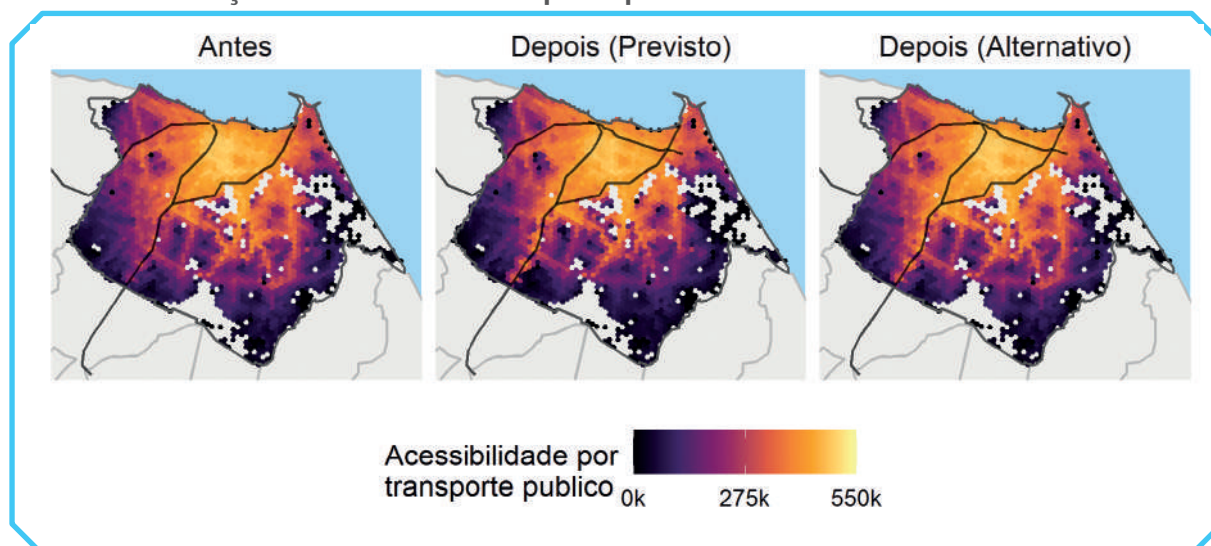 Antes
Depois (Previsto)
Depois (Alternativo)
Acessibilidade por
transporte publico
0k
275k
550k